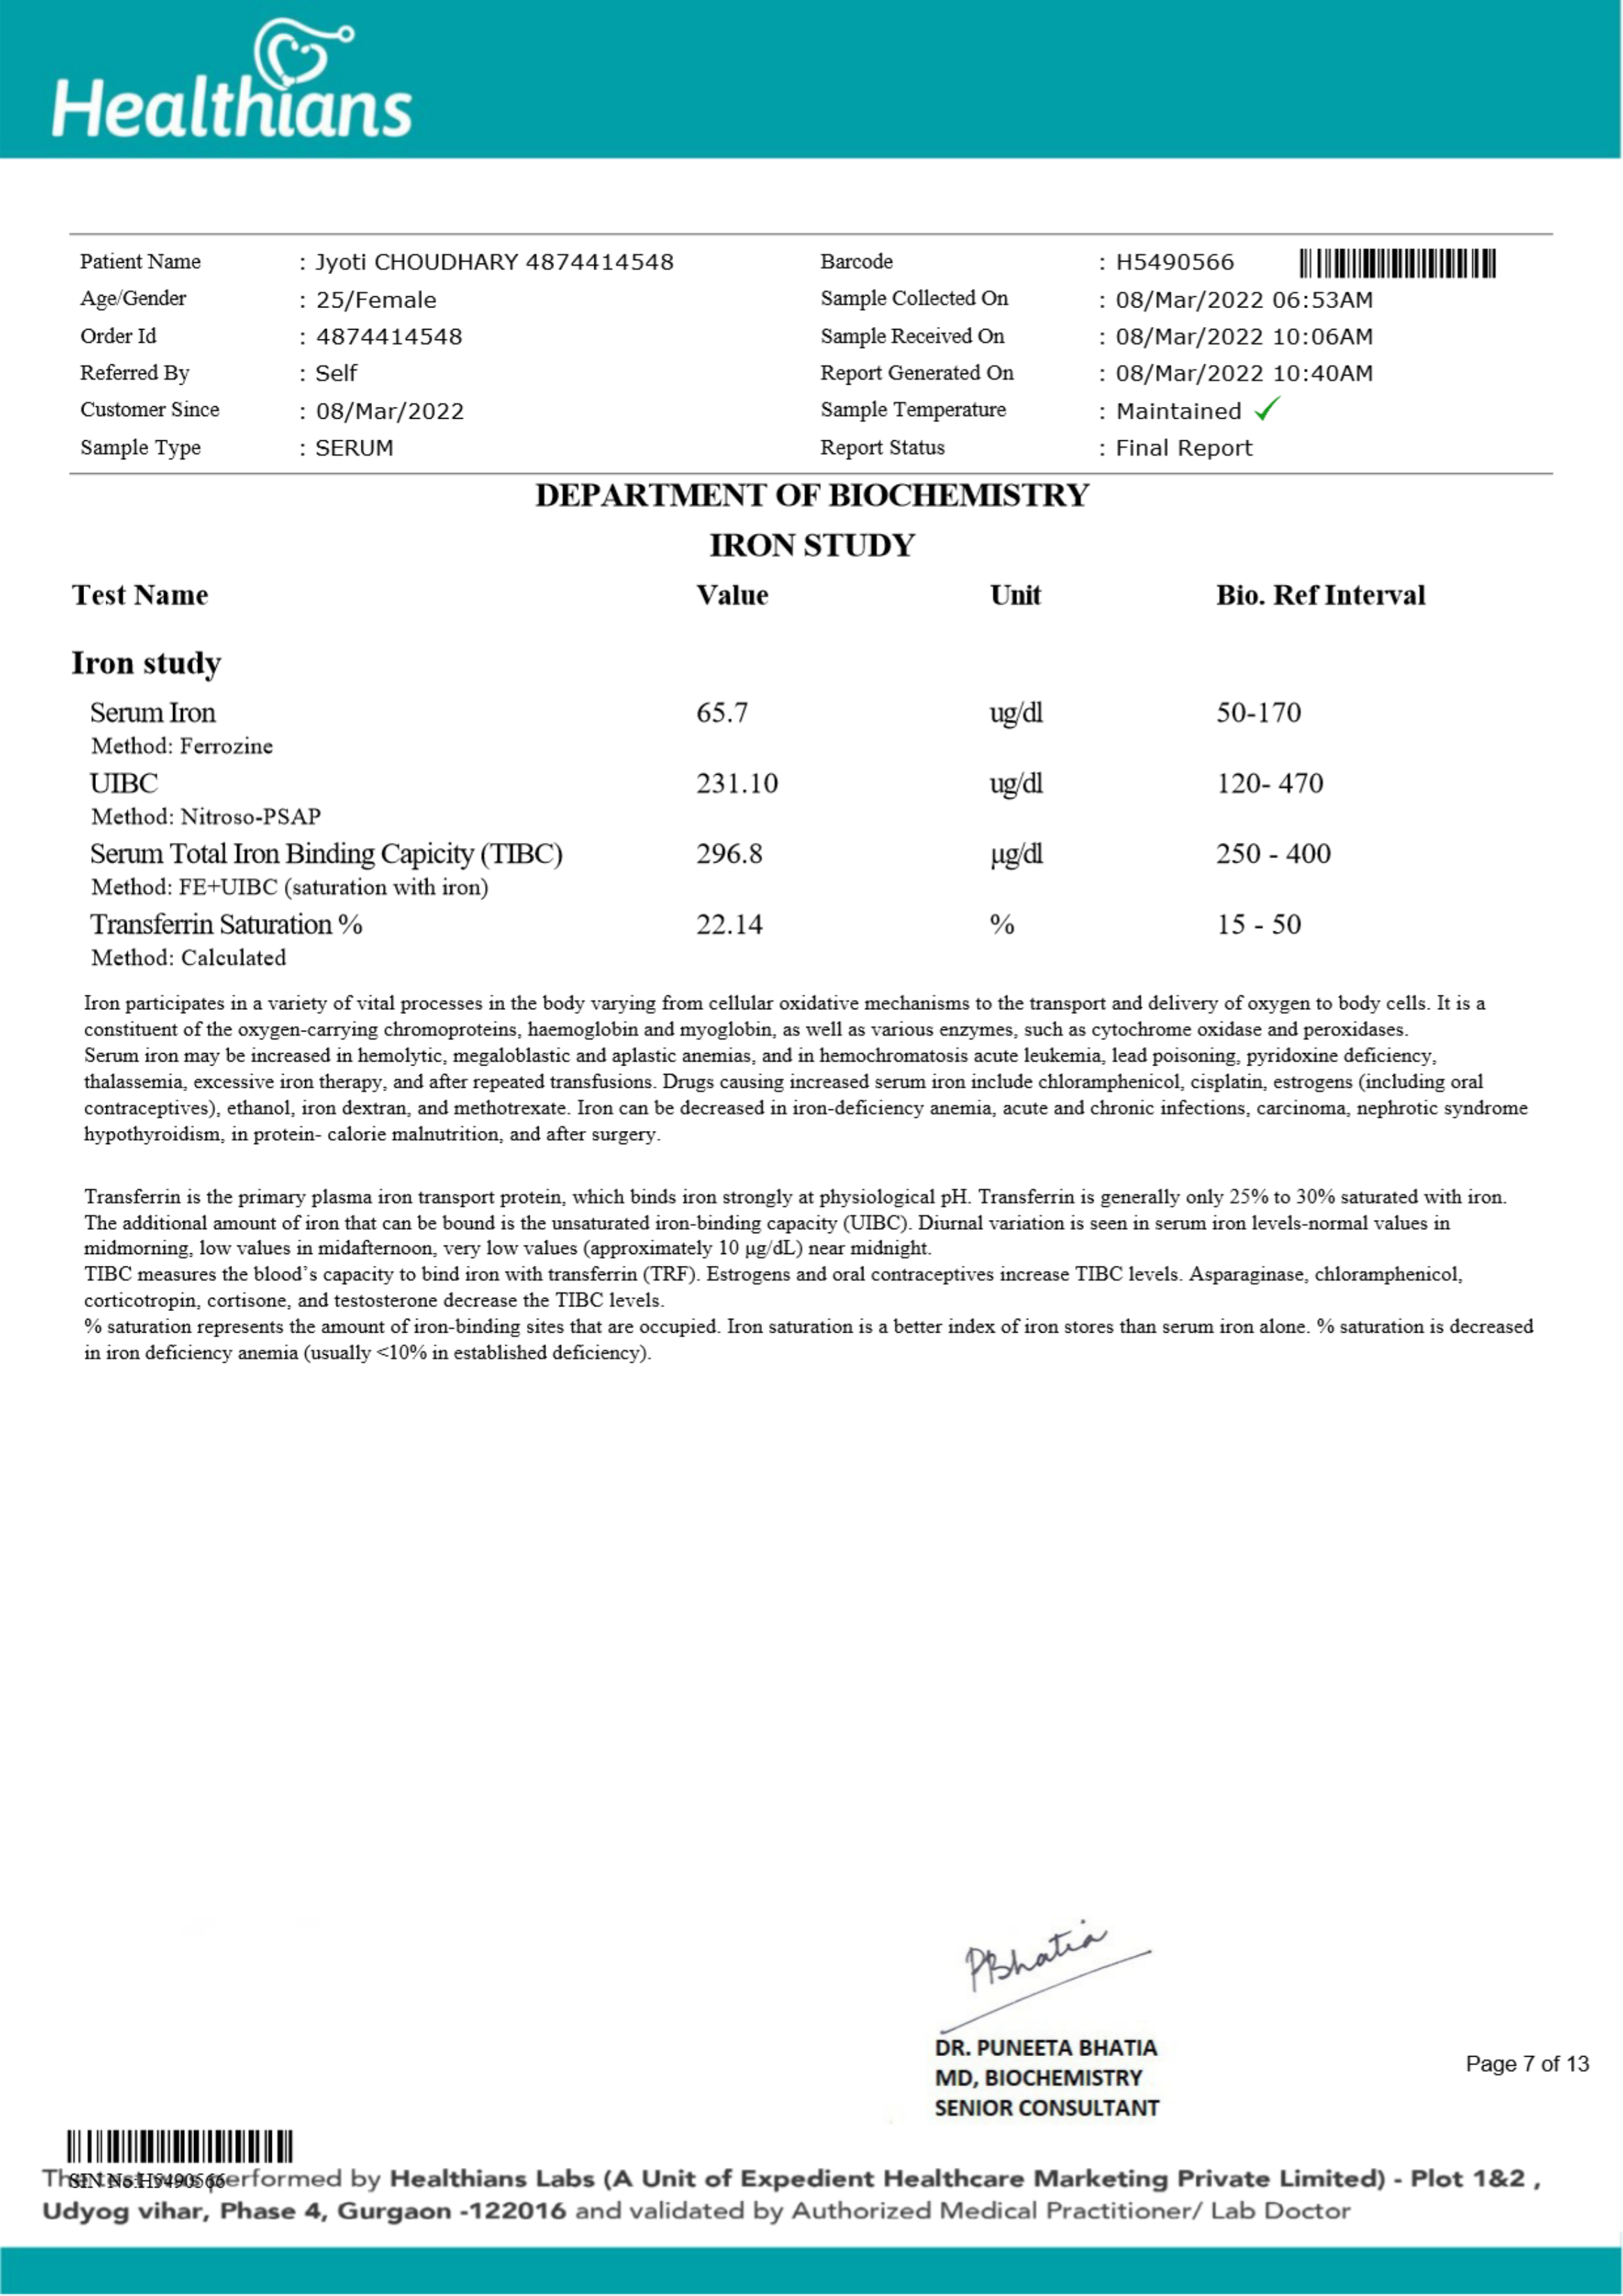 Healthians
Patient Name : Jyoti CHOUDHARY 4874414548 Barcode : H5490566
Age/Gender : 25/Female Sample Collected On : 08/Mar/2022 06:53AM
Order Id : 4874414548 Sample Received On : 08/Mar/2022 10:06AM
Referred By : Self Report Generated On : 08/Mar/2022 10:40AM
Customer Since : 08/Mar/2022 Sample Temperature : Maintained ✓
Sample Type : SERUM Report Status : Final Report
DEPARTMENT OF BIOCHEMISTRY
IRON STUDY
Test Name Value Unit Bio. Ref Interval
Iron study
Serum Iron 65.7 ug/dl 50-170
Method: Ferrozine
UIBC 231.10 ug/dl 120- 470
Method: Nitroso-PSAP
Serum Total Iron Binding Capicity (TIBC) 296.8 µg/dl 250 - 400
Method: FE+UIBC (saturation with iron)
Transferrin Saturation % 22.14 % 15 - 50
Method: Calculated
Iron participates in a variety of vital processes in the body varying from cellular oxidative mechanisms to the transport and delivery of oxygen to body cells. It is a
constituent of the oxygen-carrying chromoproteins, haemoglobin and myoglobin, as well as various enzymes, such as cytochrome oxidase and peroxidases.
Serum iron may be increased in hemolytic, megaloblastic and aplastic anemias, and in hemochromatosis acute leukemia, lead poisoning, pyridoxine deficiency,
thalassemia, excessive iron therapy, and after repeated transfusions. Drugs causing increased serum iron include chloramphenicol, cisplatin, estrogens (including oral
contraceptives), ethanol, iron dextran, and methotrexate. Iron can be decreased in iron-deficiency anemia, acute and chronic infections, carcinoma, nephrotic syndrome
hypothyroidism, in protein- calorie malnutrition, and after surgery.
Transferrin is the primary plasma iron transport protein, which binds iron strongly at physiological pH. Transferrin is generally only 25% to 30% saturated with iron.
The additional amount of iron that can be bound is the unsaturated iron-binding capacity (UIBC). Diurnal variation is seen in serum iron levels-normal values in
midmorning, low values in midafternoon, very low values (approximately 10 µg/dL) near midnight.
TIBC measures the blood's capacity to bind iron with transferrin (TRF). Estrogens and oral contraceptives increase TIBC levels. Asparaginase, chloramphenicol,
corticotropin, cortisone, and testosterone decrease the TIBC levels.
% saturation represents the amount of iron-binding sites that are occupied. Iron saturation is a better index of iron stores than serum iron alone. % saturation is decreased
in iron deficiency anemia (usually <10% in established deficiency).
PBhatia
DR. PUNEETA BHATIA
MD, BIOCHEMISTRY
SENIOR CONSULTANT
Page 7 of 13
SIN No:H5490566
performed by Healthians Labs (A Unit of Expedient Healthcare Marketing Private Limited) - Plot 1&2 ,
Udyog vihar, Phase 4, Gurgaon -122016 and validated by Authorized Medical Practitioner/ Lab Doctor